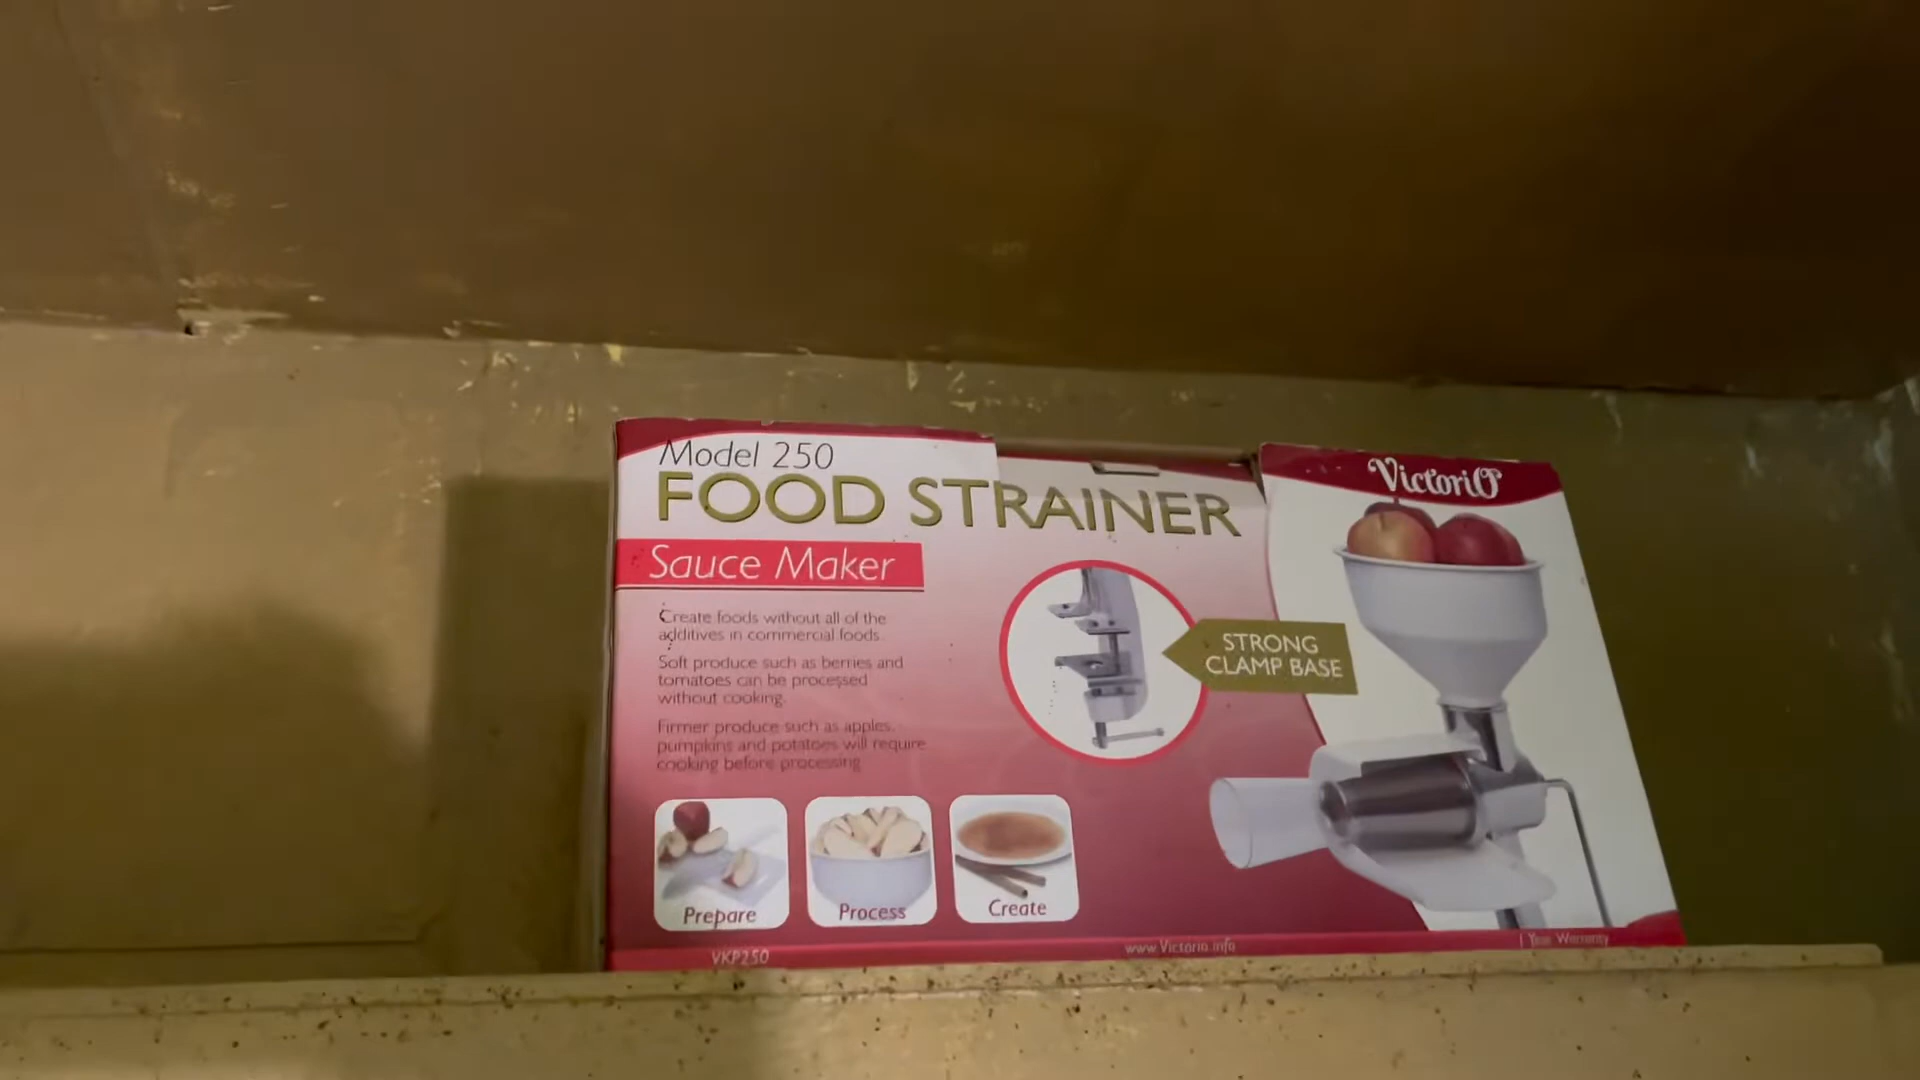 Model 250
FOOD STRAINER
Sauce Maker
Create foods without all of the
additives in commercial foods.
Soft produce such as berries and
tomatoes can be processed
without cooking.
Firmer produce such as apples,
pumpkins and potatoes will require
cooking before processing
Prepare
Process
Create
VKP250
STRONG
CLAMP BASE
Victorio
www.Victorio.info
1 Year Warranty